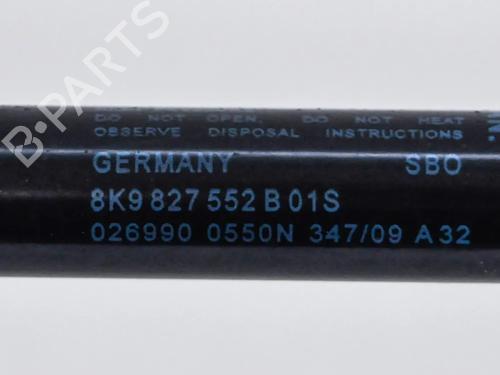 DO NOT OPEN. DO NOT HEAT
OBSERVE DISPOSAL INSTRUCTIONS
GERMANY SBO
8K9 827 552 B 01S
026990 0550N 347/09 A 32
B-PARTS